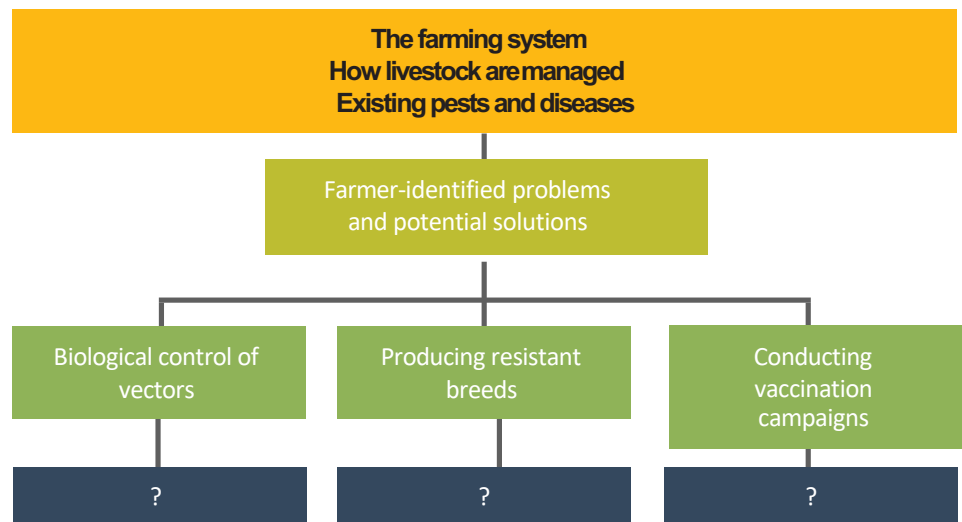 The farming system
How livestock aremanaged
Existing pests and diseases
Farmer-identified problems
and potential solutions
Biological control of
vectors
Producing resistant
breeds
Conducting
vaccination
campaigns
?
?
?